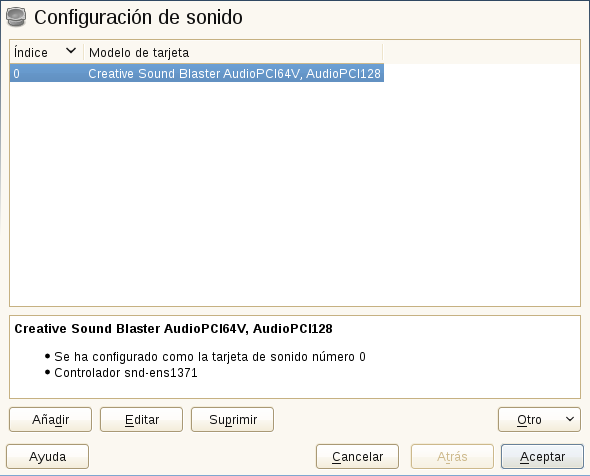 Configuración de sonido
Índice Modelo de tarjeta
0 Creative Sound Blaster AudioPCI64V, AudioPCI128
Creative Sound Blaster AudioPCI64V, AudioPCI128
• Se ha configurado como la tarjeta de sonido número 0
• Controlador snd-ens1371
Añadir Editar Suprimir Otro
Ayuda Cancelar Atrás Aceptar